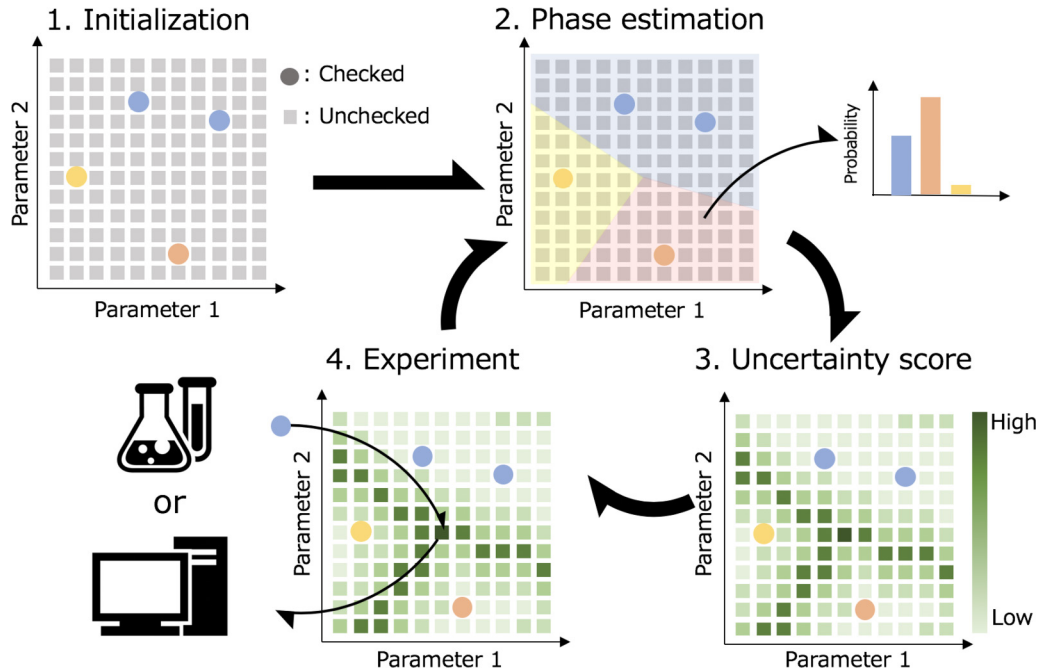 1. Initialization
Parameter 2
Parameter 1
: Checked
: Unchecked
2. Phase estimation
Parameter 2
Parameter 1
Probability
4. Experiment
or
Parameter 2
Parameter 1
3. Uncertainty score
Parameter 2
Parameter 1
High
Low